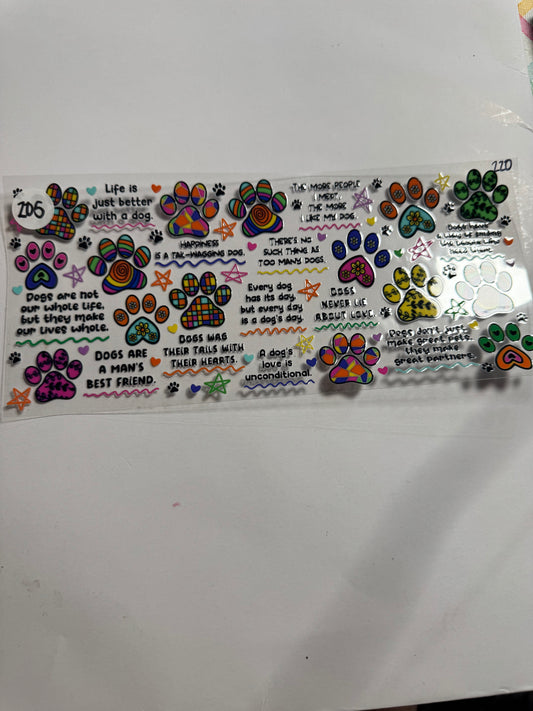 220
206
Life is
just better
with a dog.
THE MORE PEOPLE
I MEET,
THE MORE
I LIKE MY DOG.
HAPPINESS
IS A TAIL-WAGGING DOG.
THERE'S NO
SUCH THING AS
TOO MANY DOGS.
Dogs are not
our whole life,
but they make
our lives whole.
Every dog
has its day,
but every day
is a dog's day.
DOGS
NEVER LIE
ABOUT LOVE.
DOGS WAG
THEIR TAILS WITH
THEIR HEARTS.
DOGS ARE
A MAN'S
BEST FRIEND.
A dog's
love is
unconditional.
Dogs don't just
make great pets,
they make
great partners.